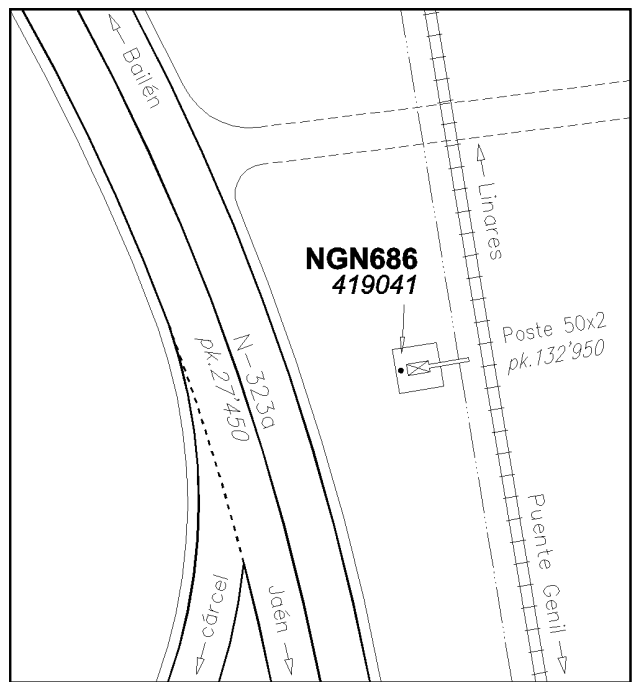 Bailén
Linares
NGN686
419041
Poste 50x2
pk.132'950
N-323a
pk.27'450
Puente Genil
cárcel
Jaén